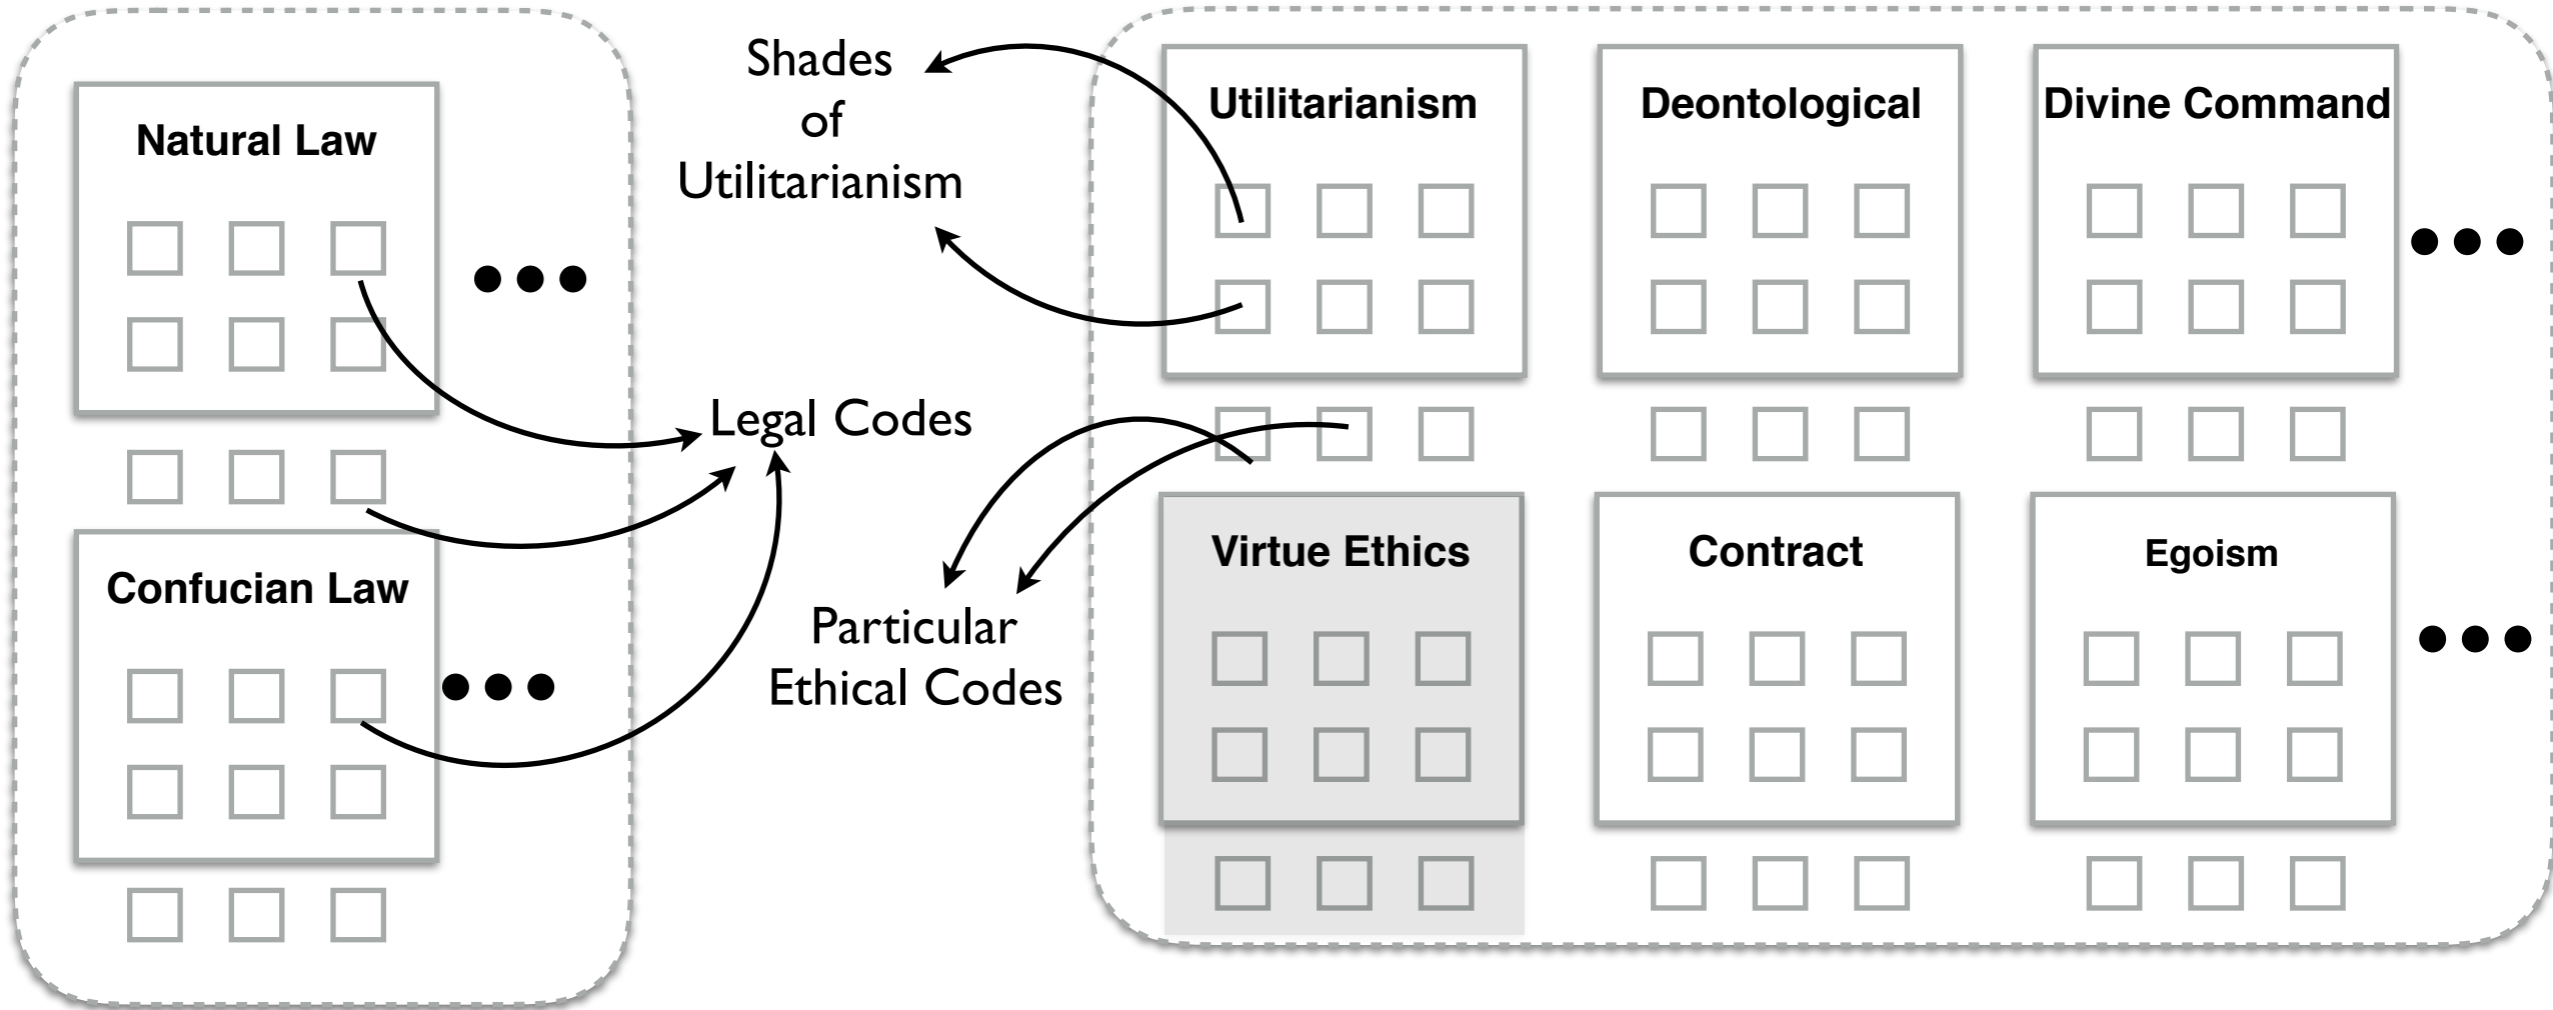 Natural Law
Confucian Law
Shades
of
Utilitarianism
Legal Codes
Particular
Ethical Codes
Utilitarianism
Deontological
Divine Command
Virtue Ethics
Contract
Egoism